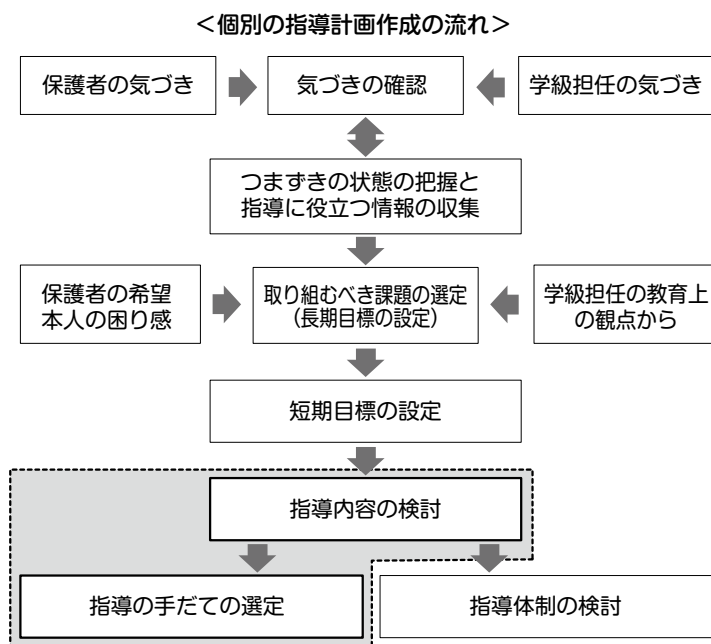 ＜個別の指導計画作成の流れ＞
保護者の気づき
気づきの確認
学級担任の気づき
つまずきの状態の把握と
指導に役立つ情報の収集
保護者の希望
本人の困り感
取り組むべき課題の選定
（長期目標の設定）
学級担任の教育上
の観点から
短期目標の設定
指導内容の検討
指導の手だての選定
指導体制の検討